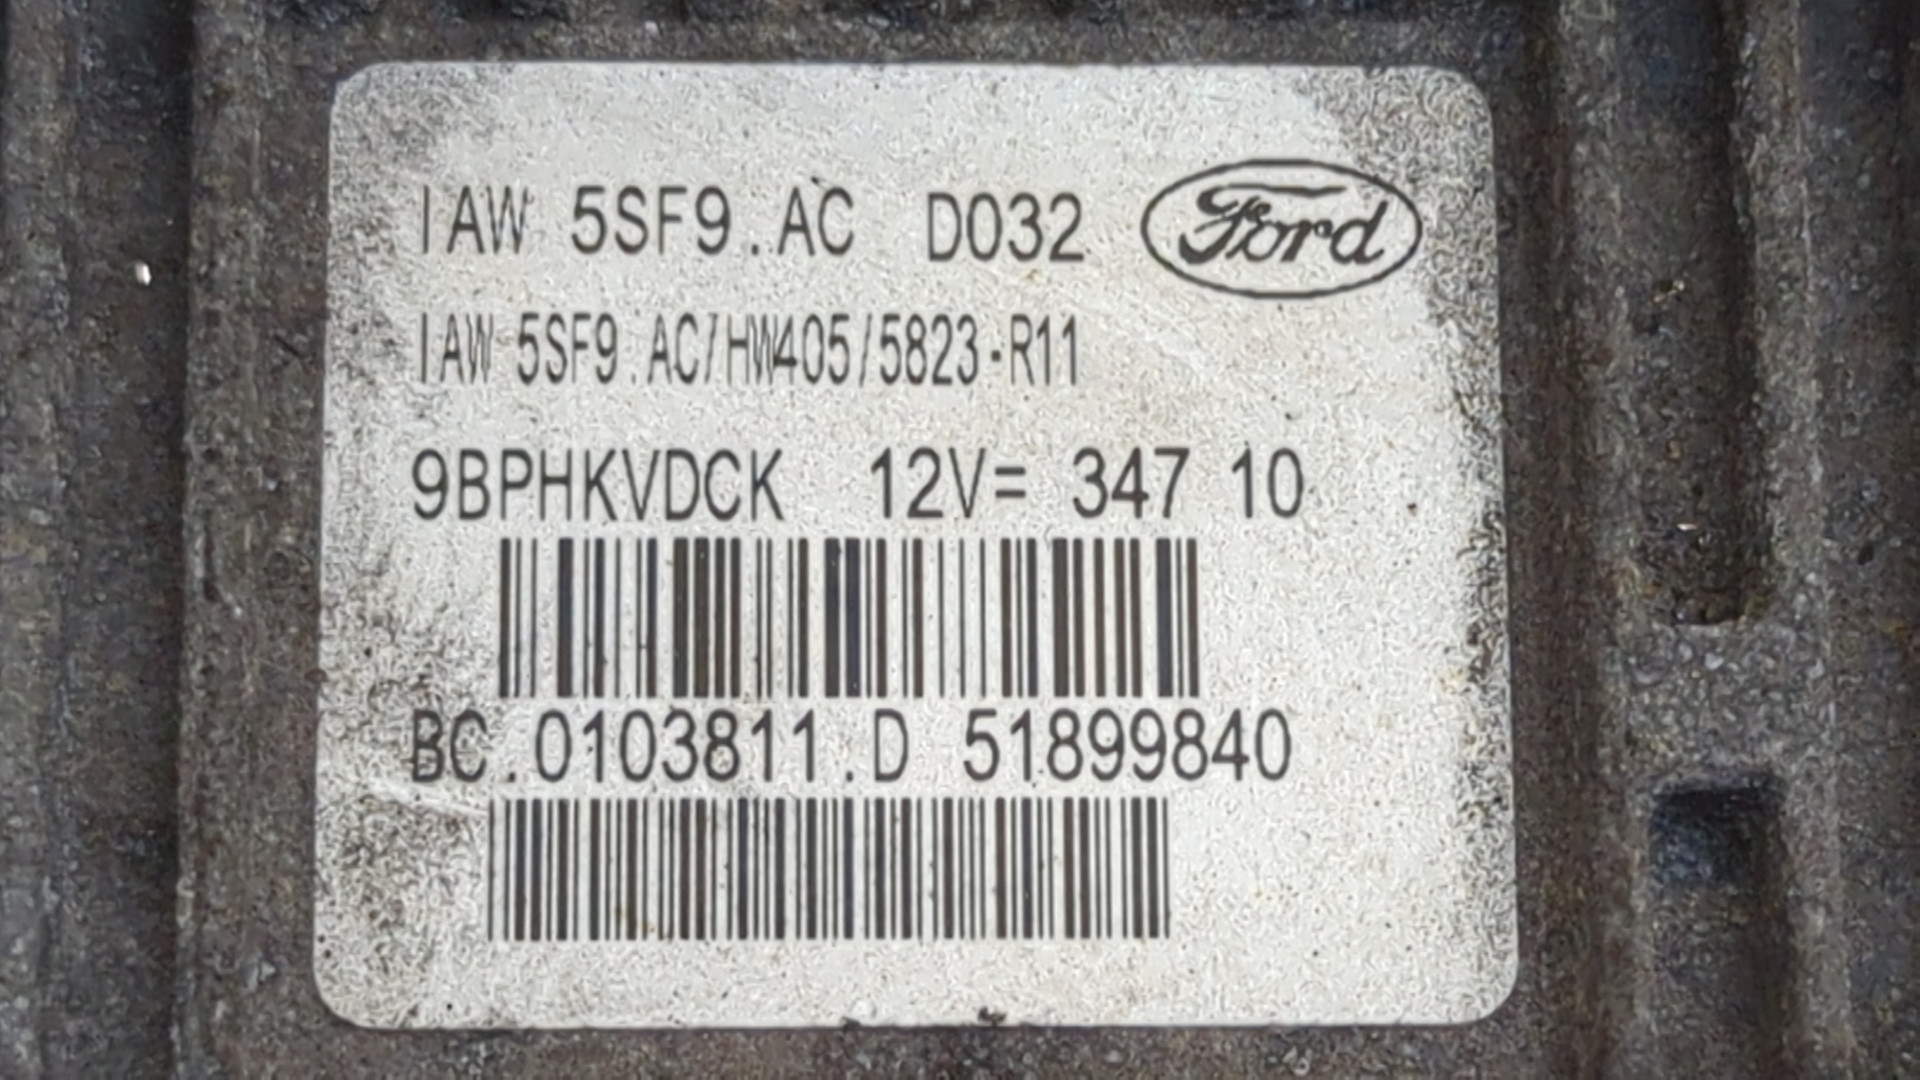 IAW 5SF9.AC D032 Ford
IAW 5SF9.AC/HW405/5823-R11
9BPHKVDCK 12V= 347 10
BC.0103811.D 51899840